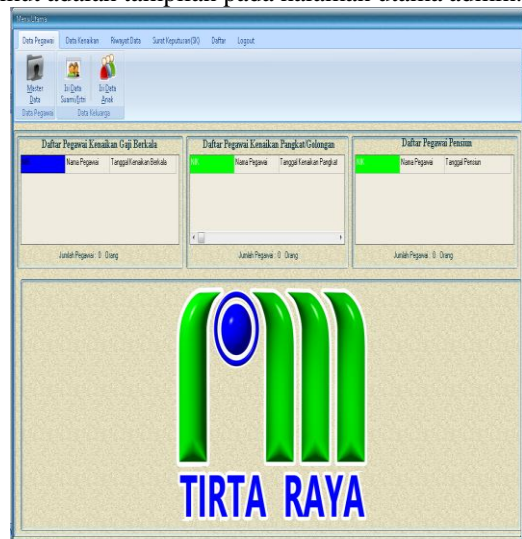 Menu Utama
Data Pegawai Data Kenaikan Riwayat Data Surat Keputusan(SK) Daftar Logout
Master Data
Isi Data Suami/Istri
Isi Data Anak
Data Pegawai
Data Keluarga
Daftar Pegawai Kenaikan Gaji Berkala
Nama Pegawai Tanggal Kenaikan Berkala
Jumlah Pegawai : 0 Orang
Daftar Pegawai Kenaikan Pangkat/Golongan
NIK Nama Pegawai Tanggal Kenaikan Pangkat
Jumlah Pegawai : 0 Orang
Daftar Pegawai Pensiun
NIK Nama Pegawai Tanggal Pensiun
Jumlah Pegawai : 0 Orang
TIRTA RAYA